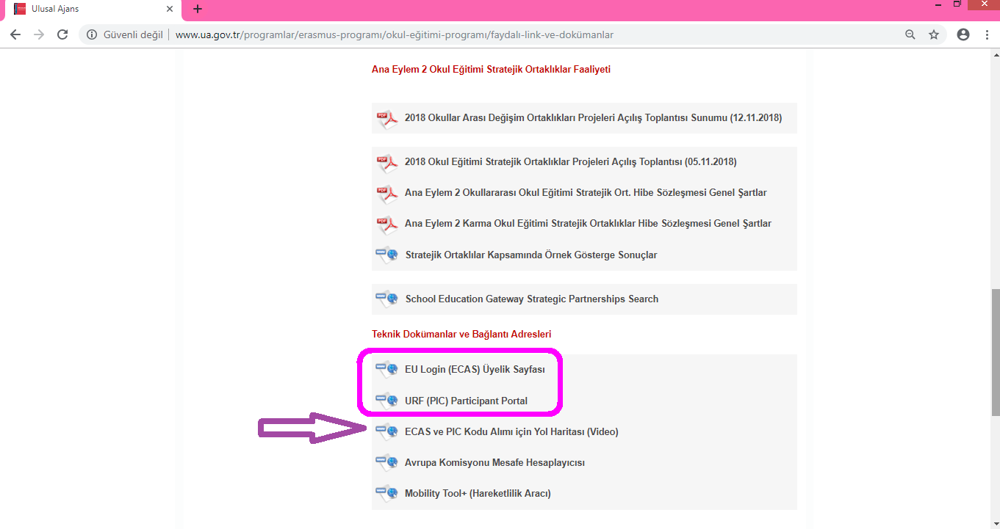 Ulusal Ajans
Güvenli değil
www.ua.gov.tr/programlar/erasmus-programı/okul-eğitimi-programı/faydalı-link-ve-dokümanlar
Ana Eylem 2 Okul Eğitimi Stratejik Ortaklıklar Faaliyeti
2018 Okullar Arası Değişim Ortaklıkları Projeleri Açılış Toplantısı Sunumu (12.11.2018)
2018 Okul Eğitimi Stratejik Ortaklıklar Projeleri Açılış Toplantısı (05.11.2018)
Ana Eylem 2 Okullararası Okul Eğitimi Stratejik Ort. Hibe Sözleşmesi Genel Şartlar
Ana Eylem 2 Karma Okul Eğitimi Stratejik Ortaklıklar Hibe Sözleşmesi Genel Şartlar
Stratejik Ortaklılar Kapsamında Örnek Gösterge Sonuçlar
School Education Gateway Strategic Partnerships Search
Teknik Dokümanlar ve Bağlantı Adresleri
EU Login (ECAS) Üyelik Sayfası
URF (PIC) Participant Portal
ECAS ve PIC Kodu Alımı için Yol Haritası (Video)
Avrupa Komisyonu Mesafe Hesaplayıcısı
Mobility Tool+ (Hareketlilik Aracı)